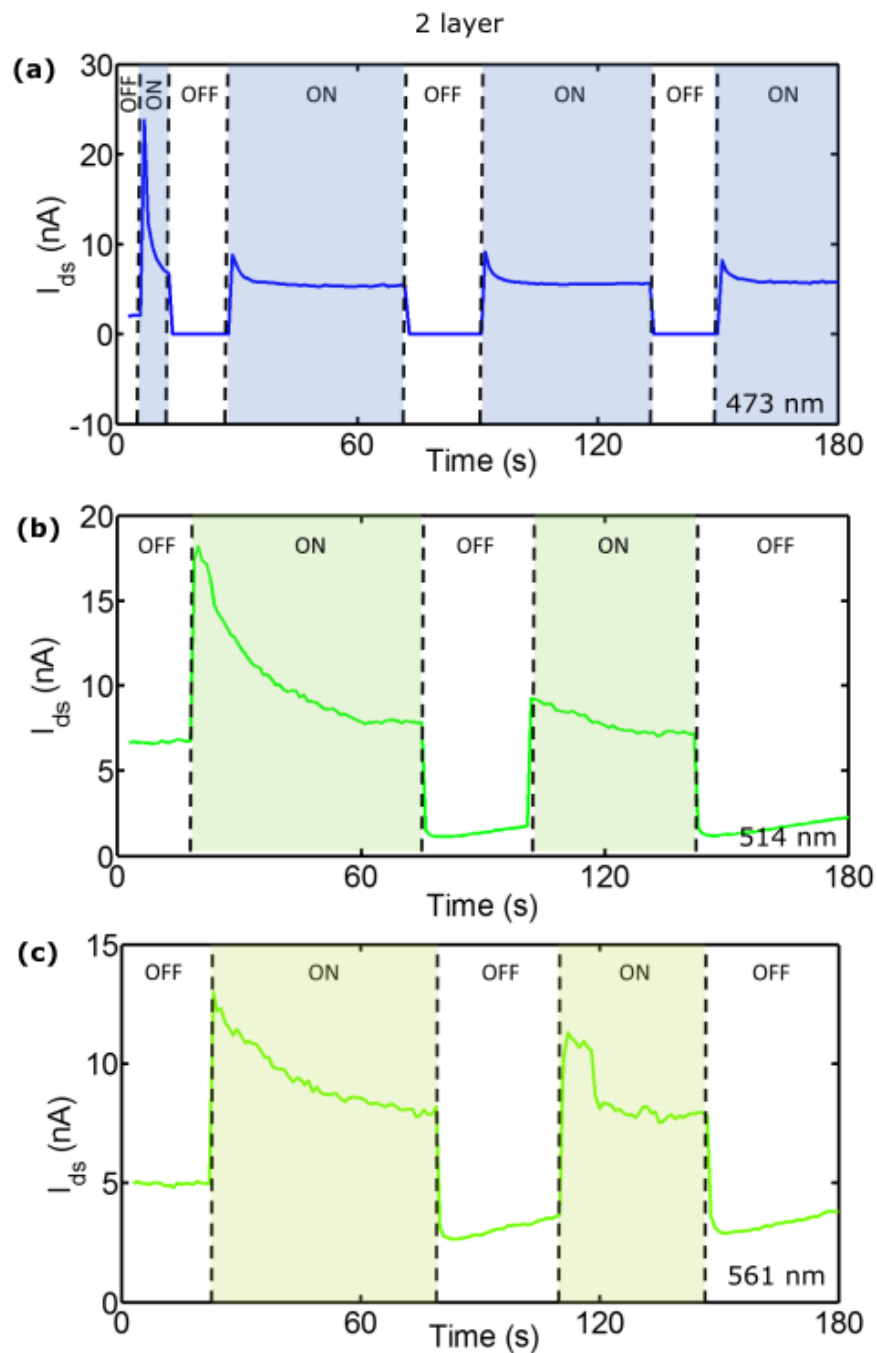 2 layer
(a)
30
20
10
0
-10
I_ds (nA)
OFF ON OFF ON OFF ON OFF ON
473 nm
0 60 120 180
Time (s)
(b)
20
15
10
5
0
I_ds (nA)
OFF ON OFF ON OFF
514 nm
0 60 120 180
Time (s)
(c)
15
10
5
0
I_ds (nA)
OFF ON OFF ON OFF
561 nm
0 60 120 180
Time (s)